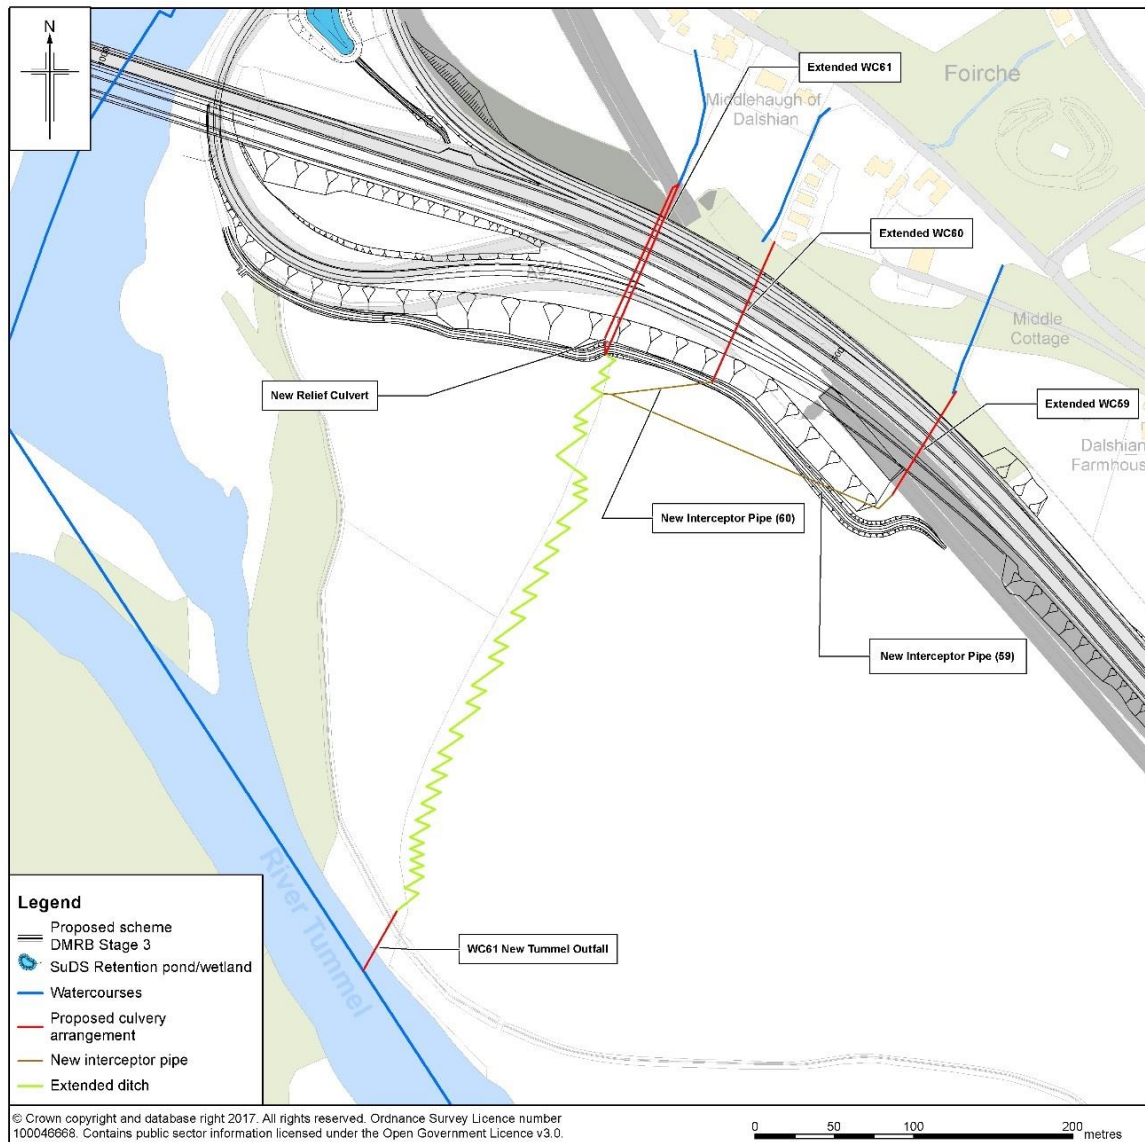 N
Extended WC61
Foirche
Middlehaugh of
Dalshian
Extended WC60
Middle
Cottage
New Relief Culvert
Extended WC59
Dalshian
Farmhous
New Interceptor Pipe (60)
New Interceptor Pipe (59)
River Tummel
WC61 New Tummel Outfall
Legend
Proposed scheme
DMRB Stage 3
SuDS Retention pond/wetland
Watercourses
Proposed culvery
arrangement
New interceptor pipe
Extended ditch
© Crown copyright and database right 2017. All rights reserved. Ordnance Survey Licence number
100046668. Contains public sector information licensed under the Open Government Licence v3.0.
0 50 100 200
metres